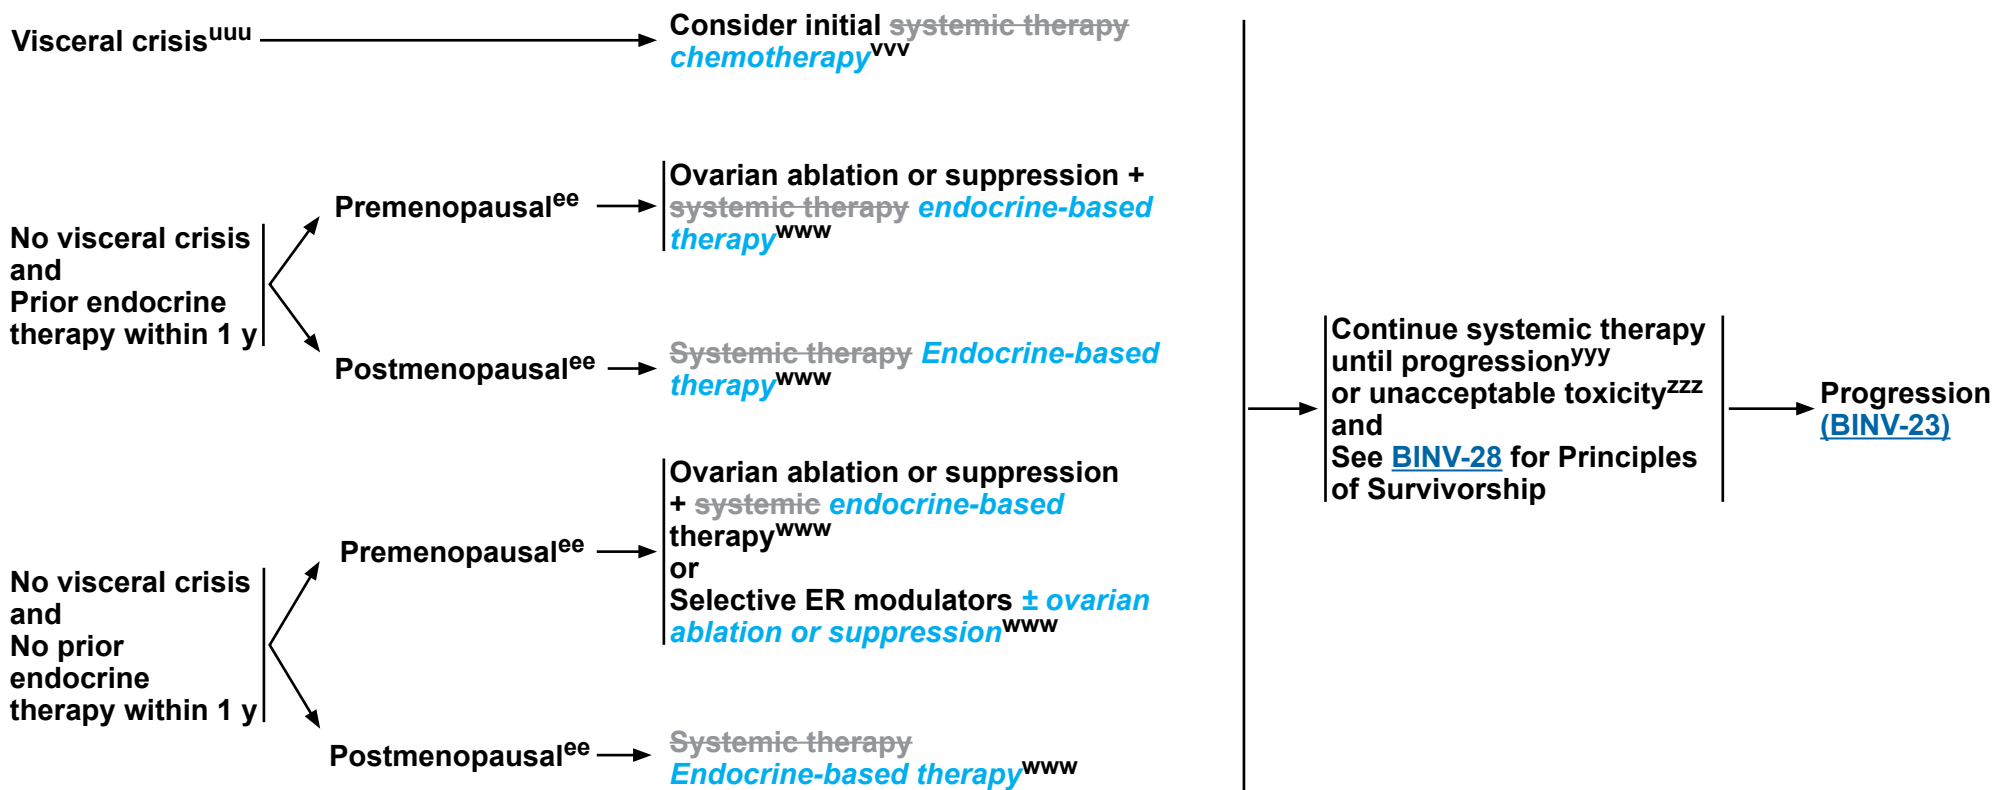 Visceral crisisuuu
Consider initial systemic therapy
chemotherapyvvv
No visceral crisis
and
Prior endocrine
therapy within 1 y
Premenopausalee
Ovarian ablation or suppression +
systemic therapy endocrine-based
therapywww
Postmenopausalee
Systemic therapy Endocrine-based
therapywww
No visceral crisis
and
No prior
endocrine
therapy within 1 y
Premenopausalee
Ovarian ablation or suppression
+ systemic endocrine-based
therapywww
or
Selective ER modulators ± ovarian
ablation or suppressionwww
Postmenopausalee
Systemic therapy
Endocrine-based therapywww
Continue systemic therapy
until progressionyyy
or unacceptable toxicityzzz
and
See BINV-28 for Principles
of Survivorship
Progression
(BINV-23)